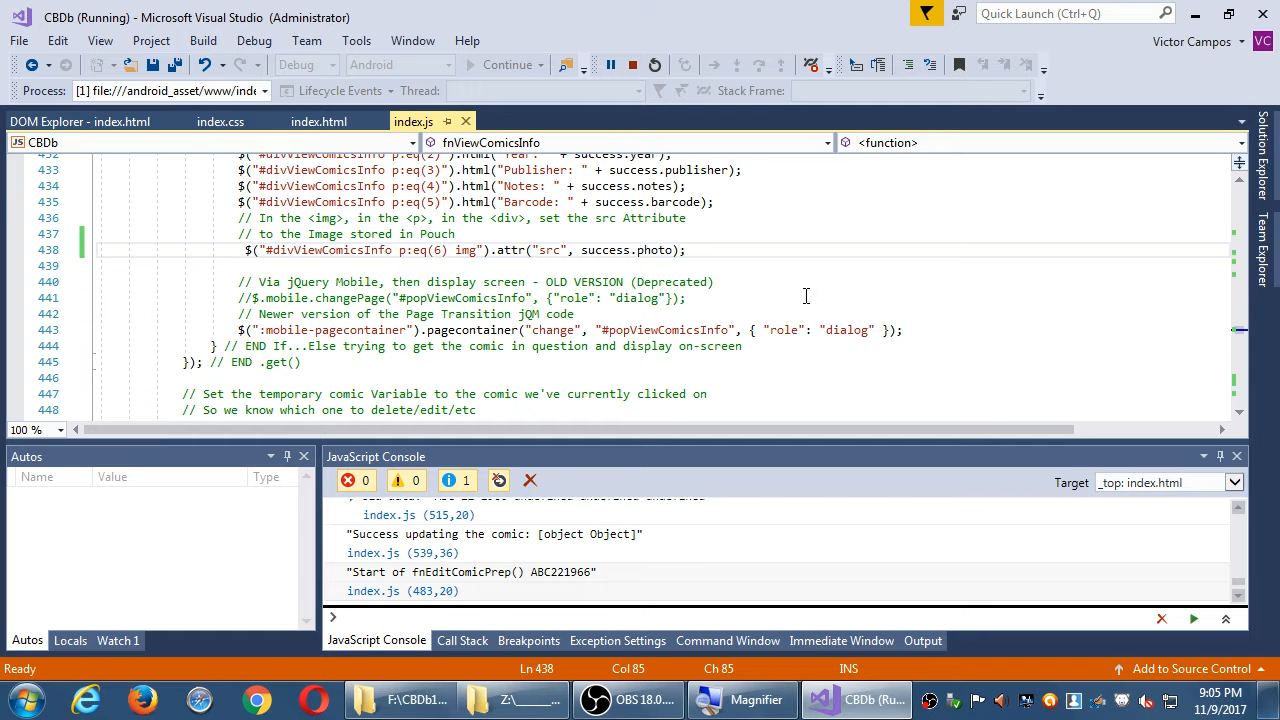 CBDb (Running) - Microsoft Visual Studio (Administrator)
Quick Launch (Ctrl+Q)
File Edit View Project Build Debug Team Tools Window Help
Victor Campos VC
Debug Android Continue
Process: [1] file:///android_asset/www/inde Lifecycle Events Thread: Stack Frame:
DOM Explorer - index.html index.css index.html index.js
CBDb fnViewComicsInfo <function>
432 $("#divViewComicsInfo p:eq(2)").html("Year: " + success.year);
433 $("#divViewComicsInfo p:eq(3)").html("Publisher: " + success.publisher);
434 $("#divViewComicsInfo p:eq(4)").html("Notes: " + success.notes);
435 $("#divViewComicsInfo p:eq(5)").html("Barcode: " + success.barcode);
436 // In the <img>, in the <p>, in the <div>, set the src Attribute
437 // to the Image stored in Pouch
438 $("#divViewComicsInfo p:eq(6) img").attr("src", success.photo);
439
440 // Via jQuery Mobile, then display screen - OLD VERSION (Deprecated)
441 //$.mobile.changePage("#popViewComicsInfo", {"role": "dialog"});
442 // Newer version of the Page Transition jQM code
443 $(":mobile-pagecontainer").pagecontainer("change", "#popViewComicsInfo", { "role": "dialog" });
444 } // END If...Else trying to get the comic in question and display on-screen
445 }); // END .get()
446
447 // Set the temporary comic Variable to the comic we've currently clicked on
448 // So we know which one to delete/edit/etc
100 %
Solution Explorer
Team Explorer
Autos
Name Value Type
JavaScript Console
0 0 1 Target _top: index.html
index.js (515,20)
"Success updating the comic: [object Object]"
index.js (539,36)
"Start of fnEditComicPrep() ABC221966"
index.js (483,20)
Autos Locals Watch 1
JavaScript Console Call Stack Breakpoints Exception Settings Command Window Immediate Window Output
Ready Ln 438 Col 85 Ch 85 INS Add to Source Control
F:\CBDb1... Z:\______... OBS 18.0.... Magnifier CBDb (Ru... 9:05 PM
11/9/2017